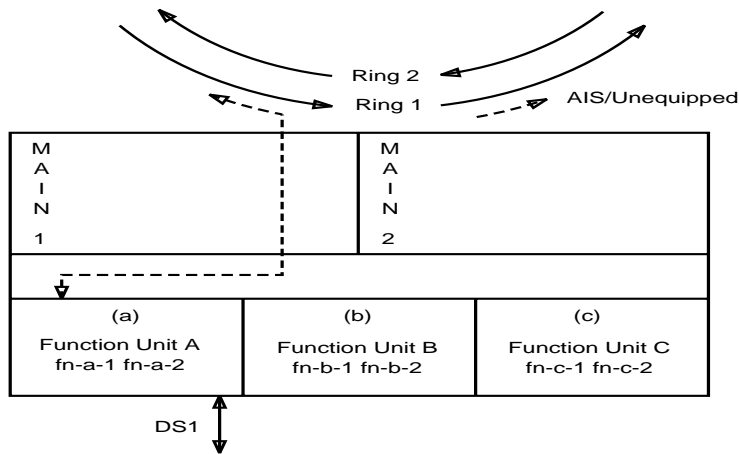 Ring 2
Ring 1
AIS/Unequipped
M
A
I
N
1
M
A
I
N
2
(a)
Function Unit A
fn-a-1 fn-a-2
(b)
Function Unit B
fn-b-1 fn-b-2
(c)
Function Unit C
fn-c-1 fn-c-2
DS1